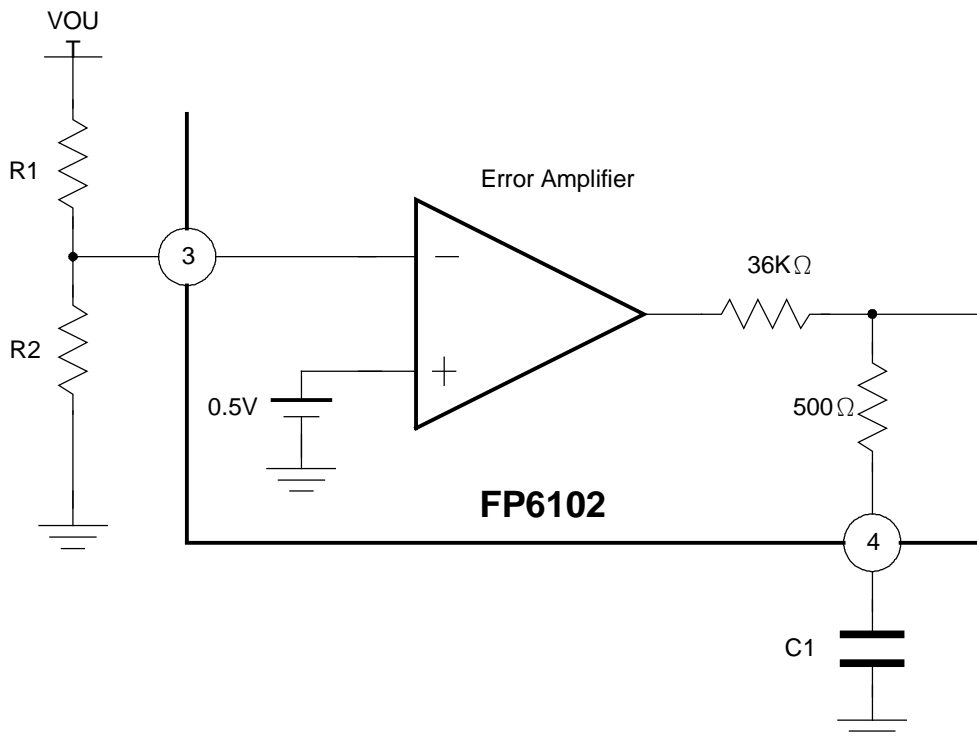 VOU
R1
Error Amplifier
3
−
36KΩ
R2
+
0.5V
500Ω
FP6102
4
C1